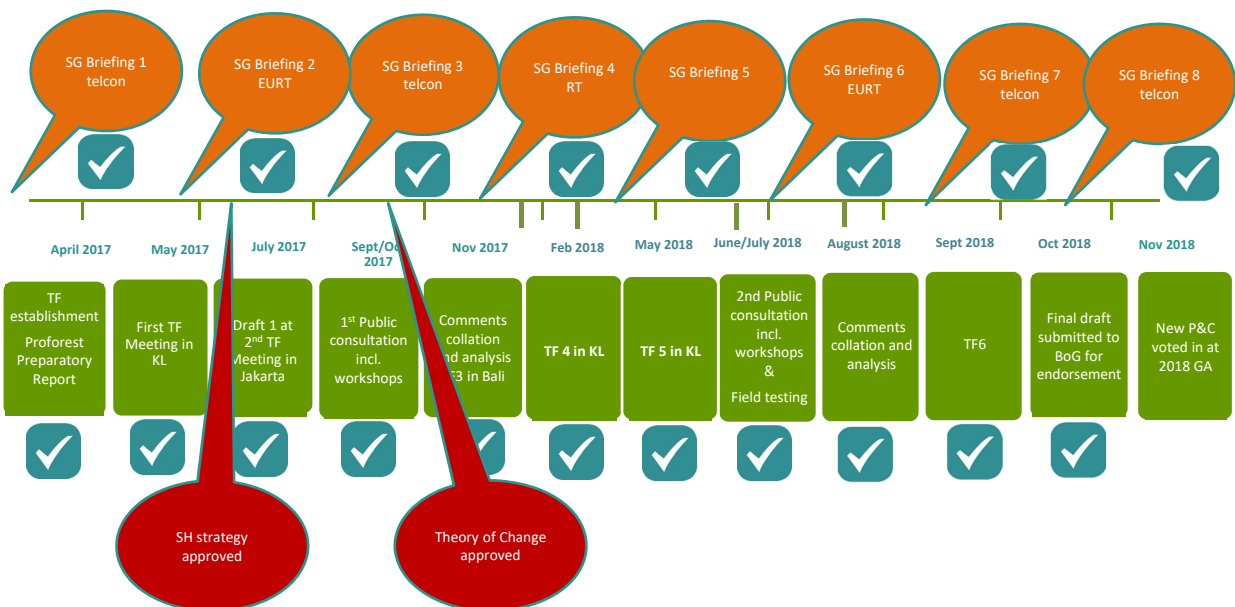 SG Briefing 1
telcon
SG Briefing 2
EURT
SG Briefing 3
telcon
SG Briefing 4
RT
SG Briefing 5
SG Briefing 6
EURT
SG Briefing 7
telcon
SG Briefing 8
telcon
April 2017
May 2017
July 2017
2017
Nov 2017
Feb 2018
May 2018
June/July 2018
August 2018
Sept 2018
Oct 2018
Nov 2018
TF
establishment
Proforest
Preparatory
Report
First TF
Meeting in
KL
Draft 1 at
2nd TF
Meeting in
Jakarta
1st Public
consultation
incl.
workshops
Comments
collation
and analysis
in Bali
TF 4 in KL
TF 5 in KL
2nd Public
consultation
incl.
workshops
&
Field testing
Comments
collation and
analysis
TF6
Final draft
submitted to
BoG for
endorsement
New P&C
voted in at
2018 GA
SH strategy
approved
Theory of Change
approved